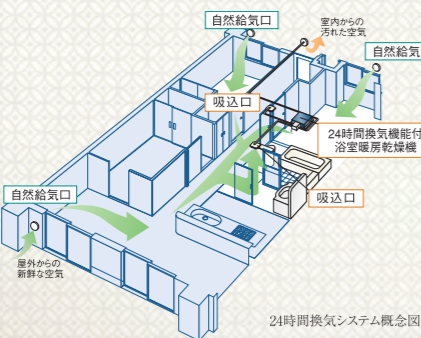 自然給気口
室内からの
汚れた空気
自然給気
吸込口
24時間換気機能付
浴室暖房乾燥機
吸込口
自然給気口
屋外からの
新鮮な空気
24時間換気システム概念図